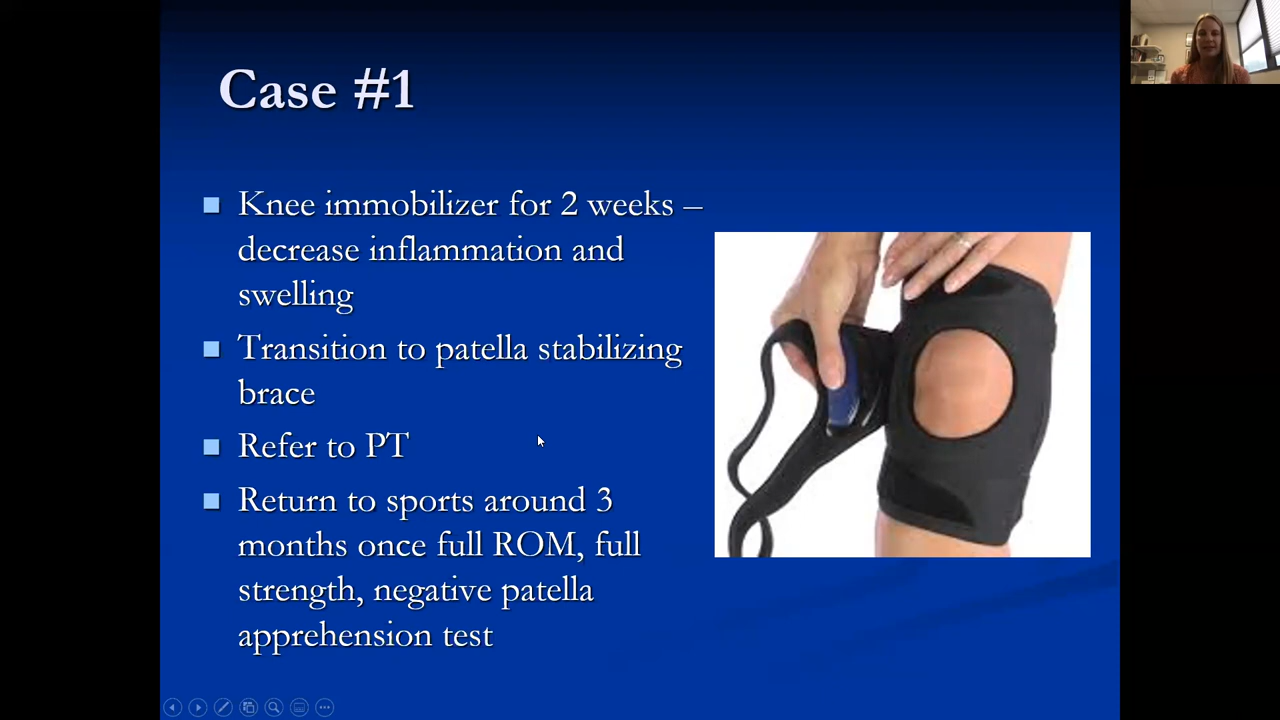 Case #1
Knee immobilizer for 2 weeks –
decrease inflammation and
swelling
Transition to patella stabilizing
brace
Refer to PT
Return to sports around 3
months once full ROM, full
strength, negative patella
apprehension test